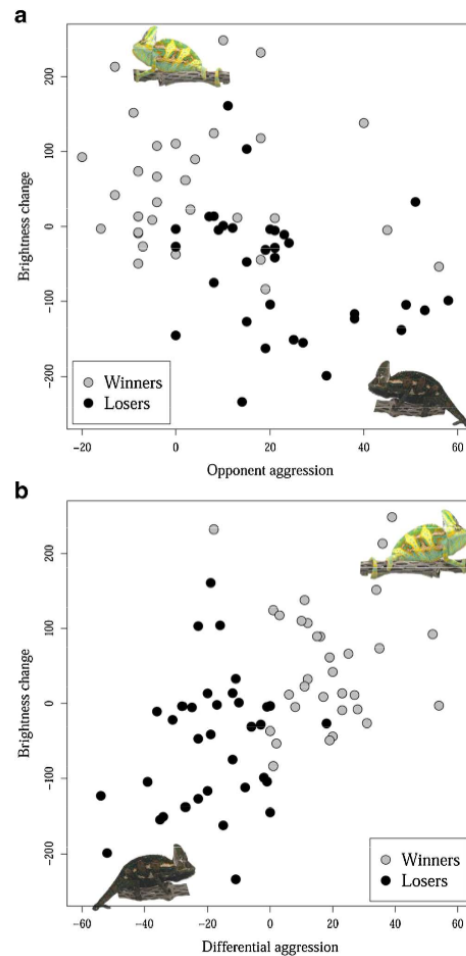 a
200
100
0
-100
-200
Brightness change
Winners
Losers
-20 0 20 40 60
Opponent aggression
b
200
100
0
-100
-200
Brightness change
Winners
Losers
-60 -40 -20 0 20 40 60
Differential aggression